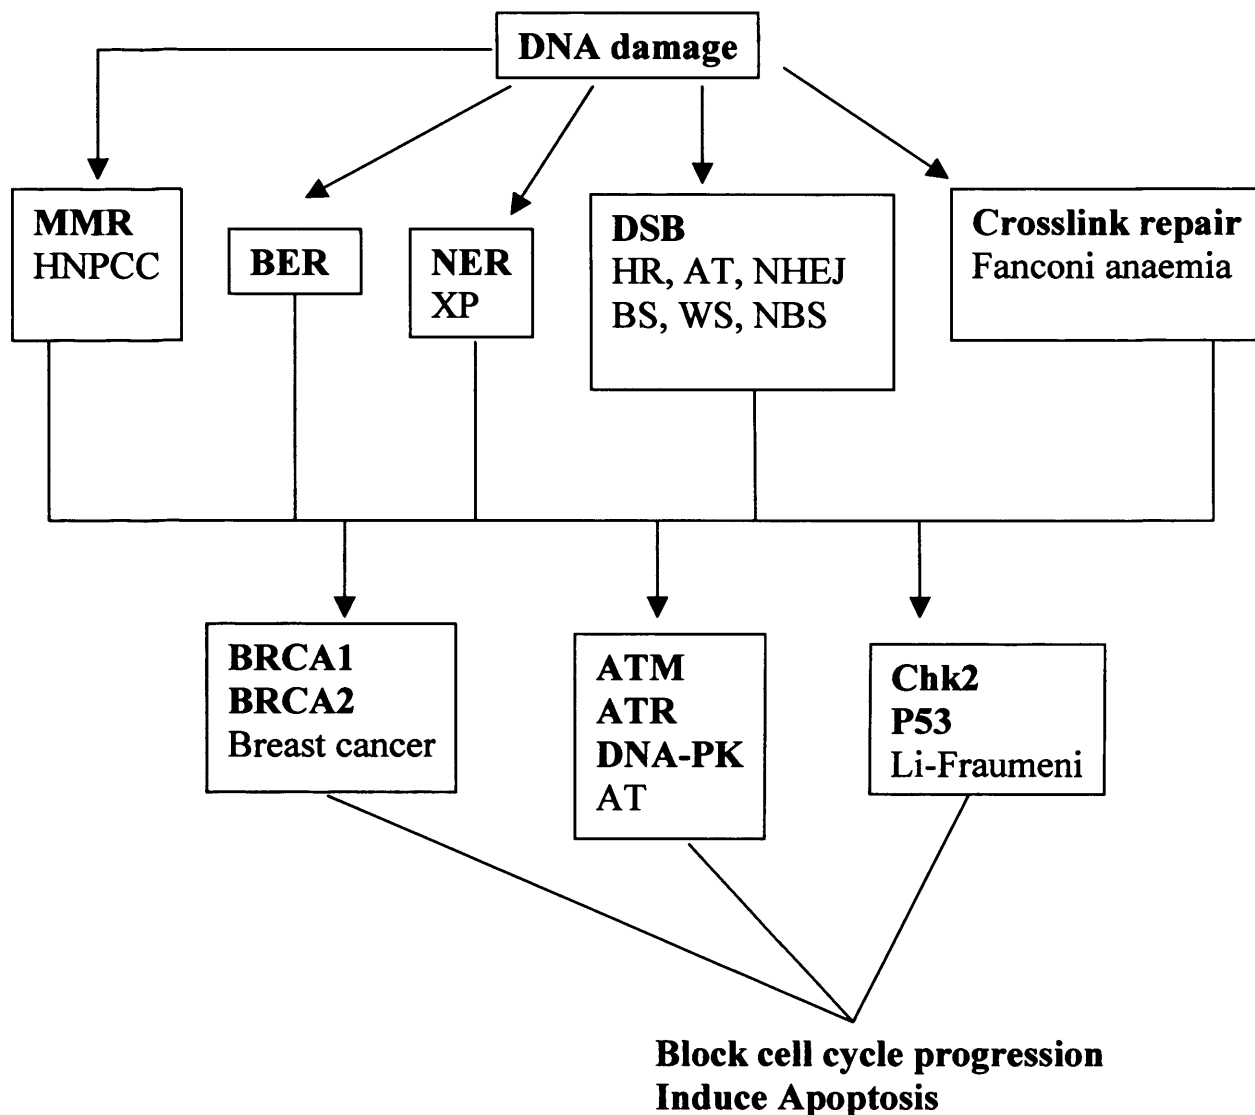 DNA damage
MMR
HNPCC
BER
NER
XP
DSB
HR, AT, NHEJ
BS, WS, NBS
Crosslink repair
Fanconi anaemia
BRCA1
BRCA2
Breast cancer
ATM
ATR
DNA-PK
AT
Chk2
P53
Li-Fraumeni
Block cell cycle progression
Induce Apoptosis